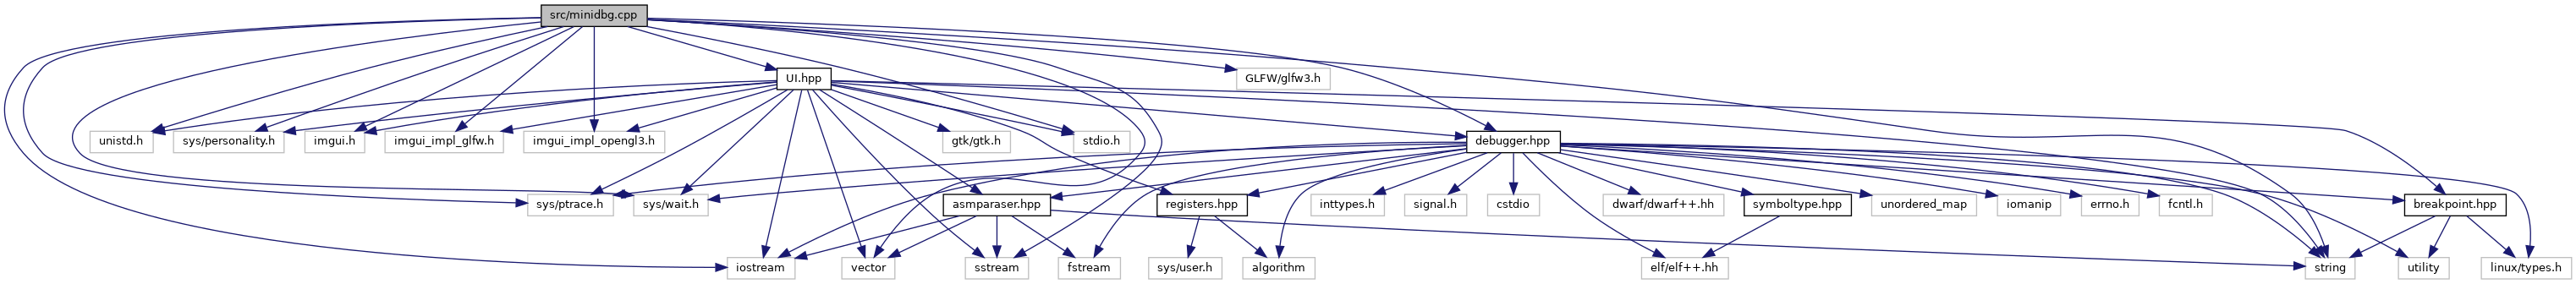 src/minidbg.cpp
UI.hpp
GLFW/glfw3.h
unistd.h
sys/personality.h
imgui.h
imgui_impl_glfw.h
imgui_impl_opengl3.h
gtk/gtk.h
stdio.h
debugger.hpp
sys/ptrace.h
sys/wait.h
asmparaser.hpp
registers.hpp
inttypes.h
signal.h
cstdio
dwarf/dwarf++.hh
symboltype.hpp
unordered_map
iomanip
errno.h
fcntl.h
breakpoint.hpp
iostream
vector
sstream
fstream
sys/user.h
algorithm
elf/elf++.hh
string
utility
linux/types.h